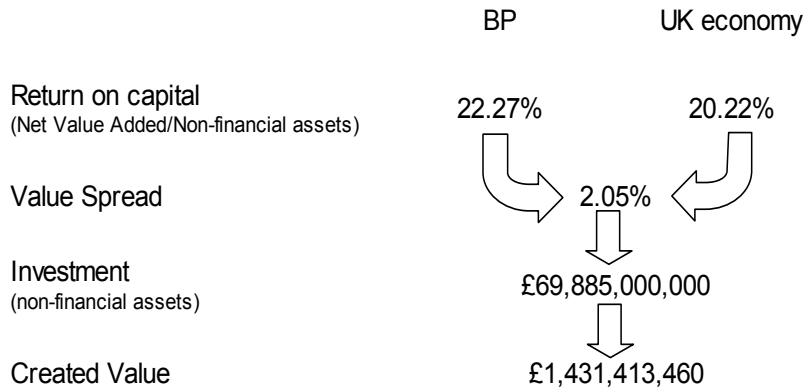 BP UK economy
Return on capital
(Net Value Added/Non-financial assets)
22.27% 20.22%
Value Spread 2.05%
Investment
(non-financial assets)
£69,885,000,000
Created Value £1,431,413,460